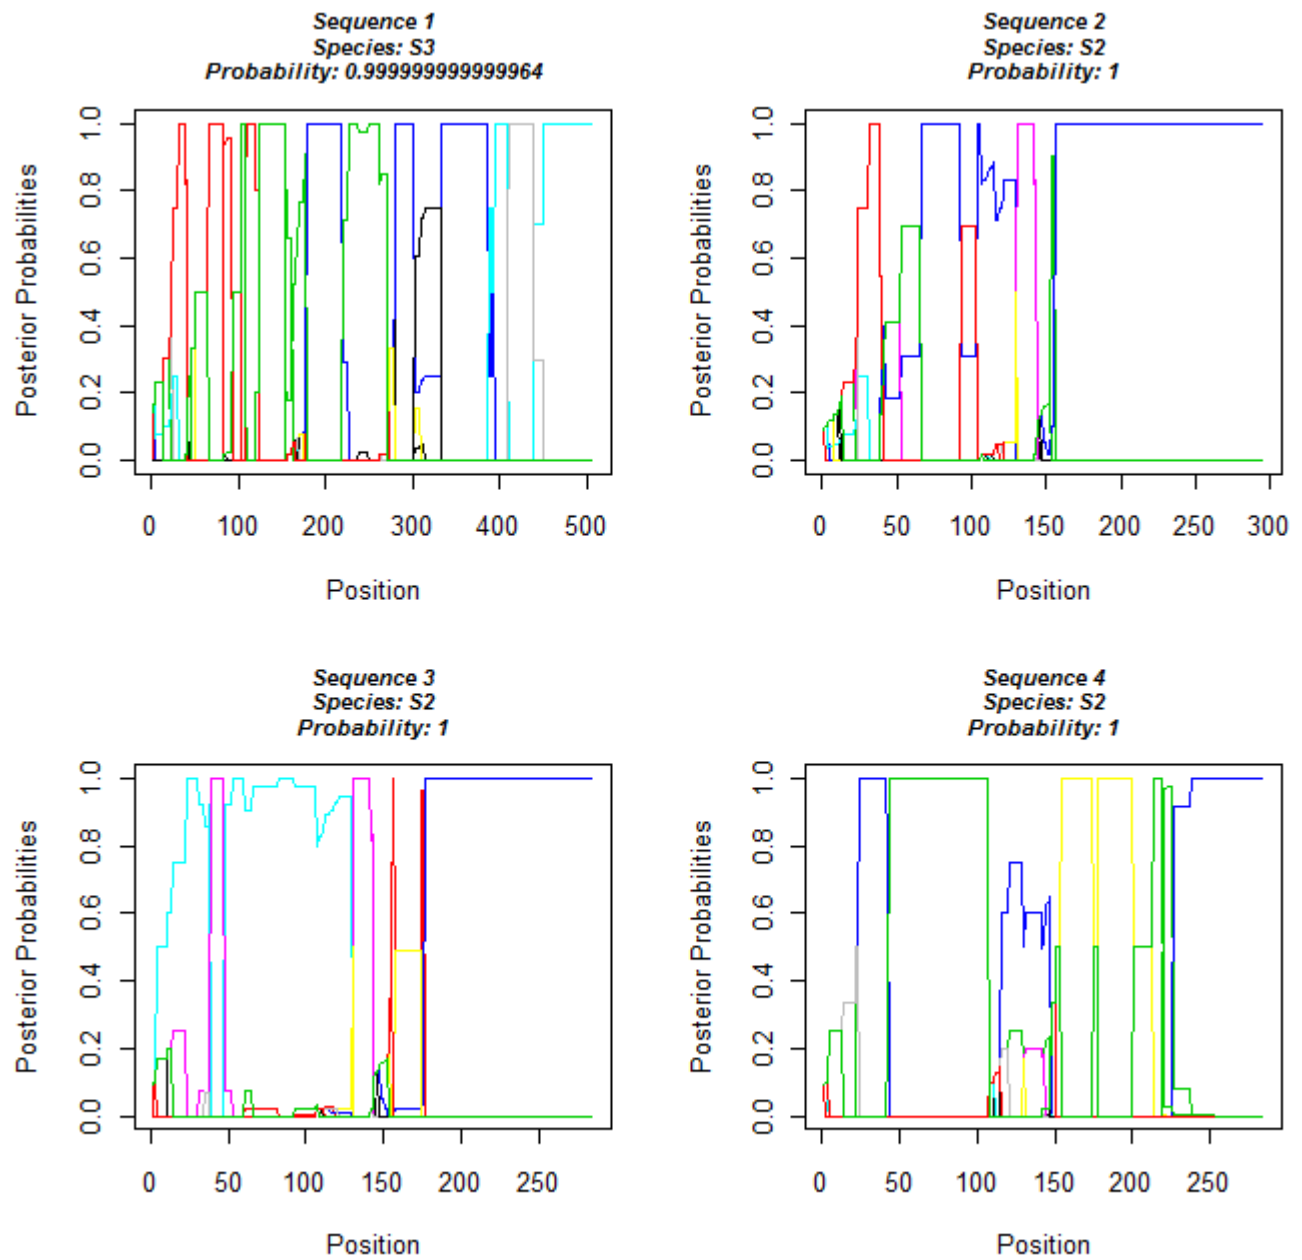 Sequence 1
Species: S3
Probability: 0.999999999999964
Posterior Probabilities
0.0 0.2 0.4 0.6 0.8 1.0
0 100 200 300 400 500
Position
Sequence 2
Species: S2
Probability: 1
Posterior Probabilities
0.0 0.2 0.4 0.6 0.8 1.0
0 50 100 150 200 250 300
Position
Sequence 3
Species: S2
Probability: 1
Posterior Probabilities
0.0 0.2 0.4 0.6 0.8 1.0
0 50 100 150 200 250
Position
Sequence 4
Species: S2
Probability: 1
Posterior Probabilities
0.0 0.2 0.4 0.6 0.8 1.0
0 50 100 150 200 250
Position